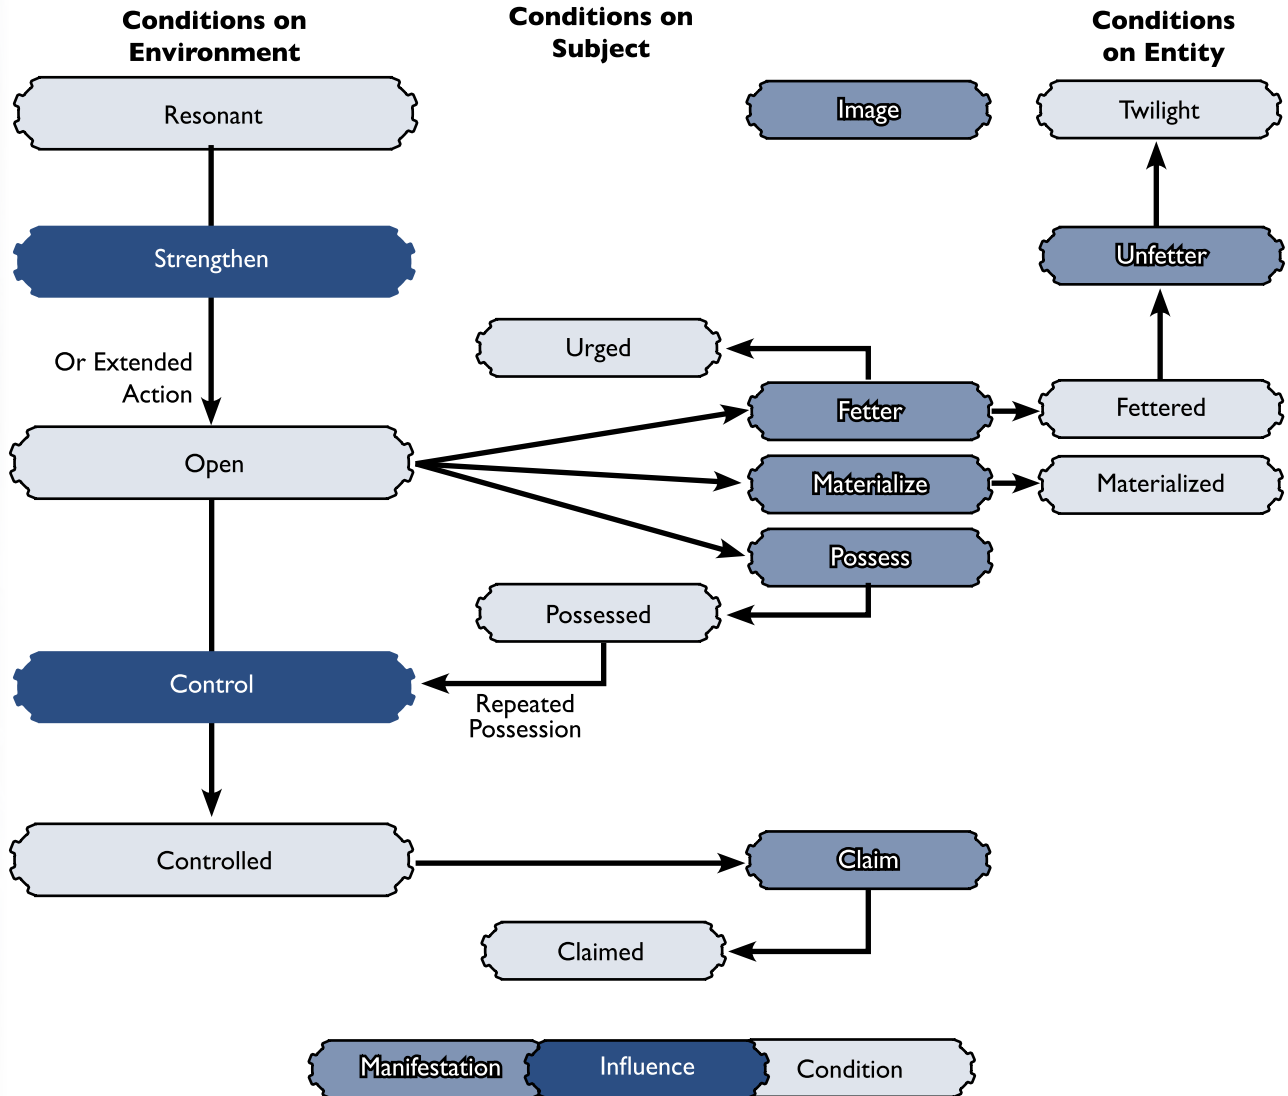 Conditions on
Environment
Conditions on
Subject
Conditions
on Entity
Resonant
Image
Twilight
Strengthen
Unfetter
Or Extended
Action
Urged
Fetter
Fettered
Open
Materialize
Materialized
Possess
Possessed
Control
Repeated
Possession
Controlled
Claim
Claimed
Manifestation
Influence
Condition